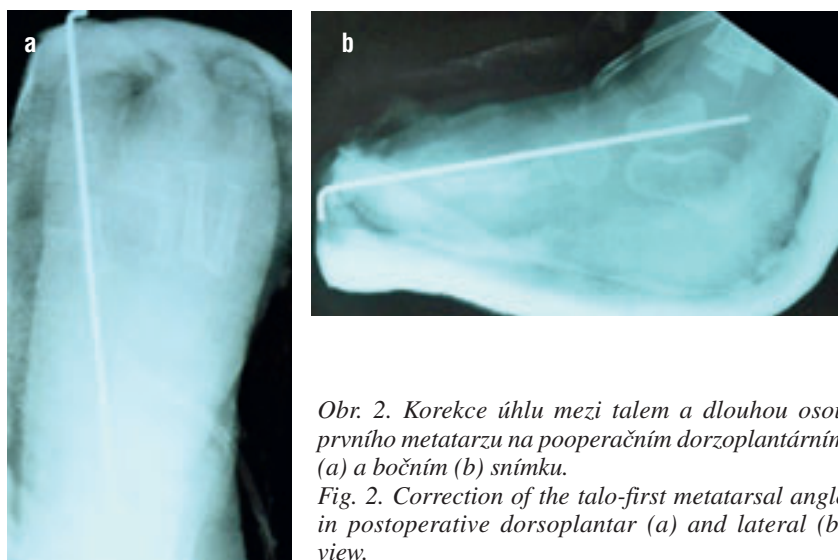 a
b
Obr. 2. Korekce úhlu mezi talem a dlouhou osou
prvního metatarzu na pooperačním dorzoplantárním
(a) a bočním (b) snímku.
Fig. 2. Correction of the talo-first metatarsal angle
in postoperative dorsoplantar (a) and lateral (b)
view.